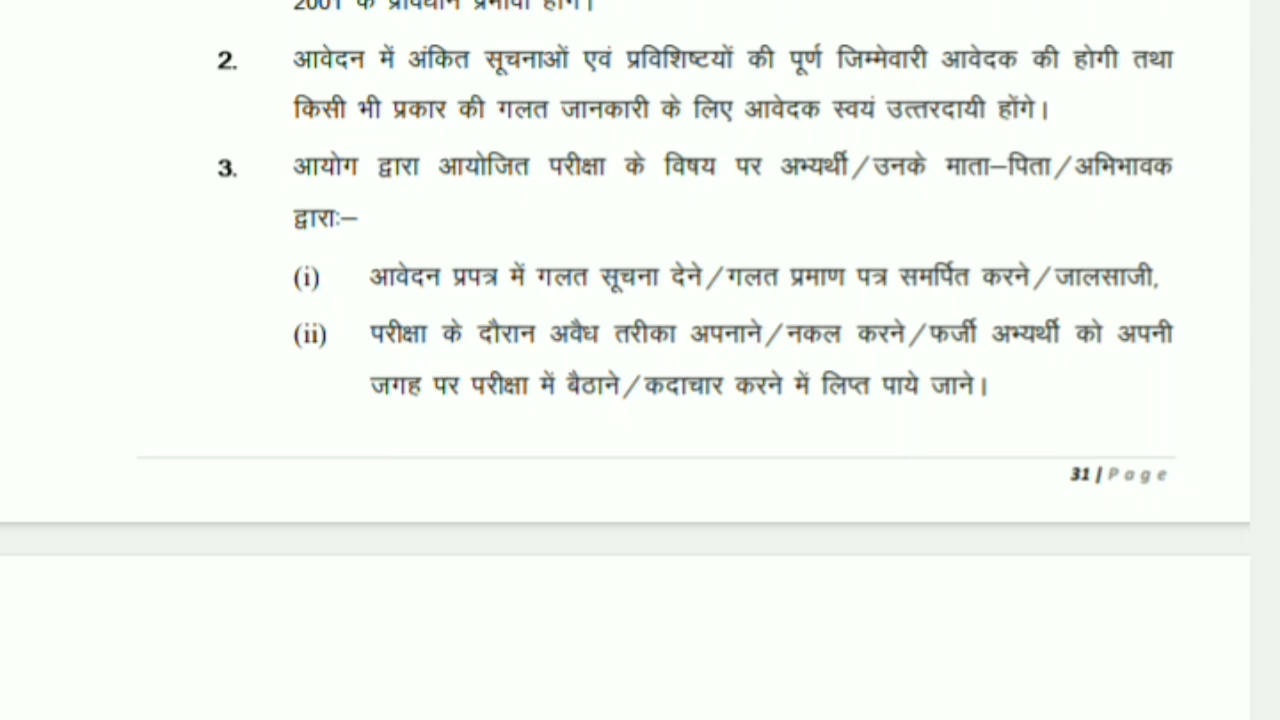 2001 के प्रावधान प्रभावी होंगे।
2. आवेदन में अंकित सूचनाओं एवं प्रविशिष्टयों की पूर्ण जिम्मेवारी आवेदक की होगी तथा
किसी भी प्रकार की गलत जानकारी के लिए आवेदक स्वयं उत्तरदायी होंगे।
3. आयोग द्वारा आयोजित परीक्षा के विषय पर अभ्यर्थी/उनके माता–पिता/अभिभावक
द्वाराः–
(i) आवेदन प्रपत्र में गलत सूचना देने/गलत प्रमाण पत्र समर्पित करने/जालसाजी,
(ii) परीक्षा के दौरान अवैध तरीका अपनाने/नकल करने/फर्जी अभ्यर्थी को अपनी
जगह पर परीक्षा में बैठाने/कदाचार करने में लिप्त पाये जाने।
31 | Page